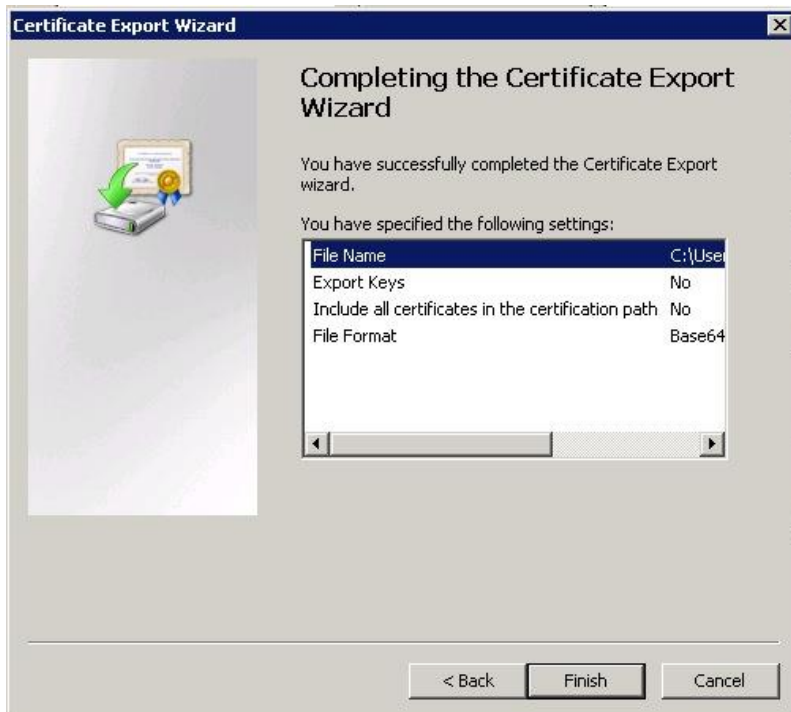 Certificate Export Wizard
Completing the Certificate Export
Wizard
You have successfully completed the Certificate Export
wizard.
You have specified the following settings:
File Name C:\User
Export Keys No
Include all certificates in the certification path No
File Format Base64
< Back Finish Cancel